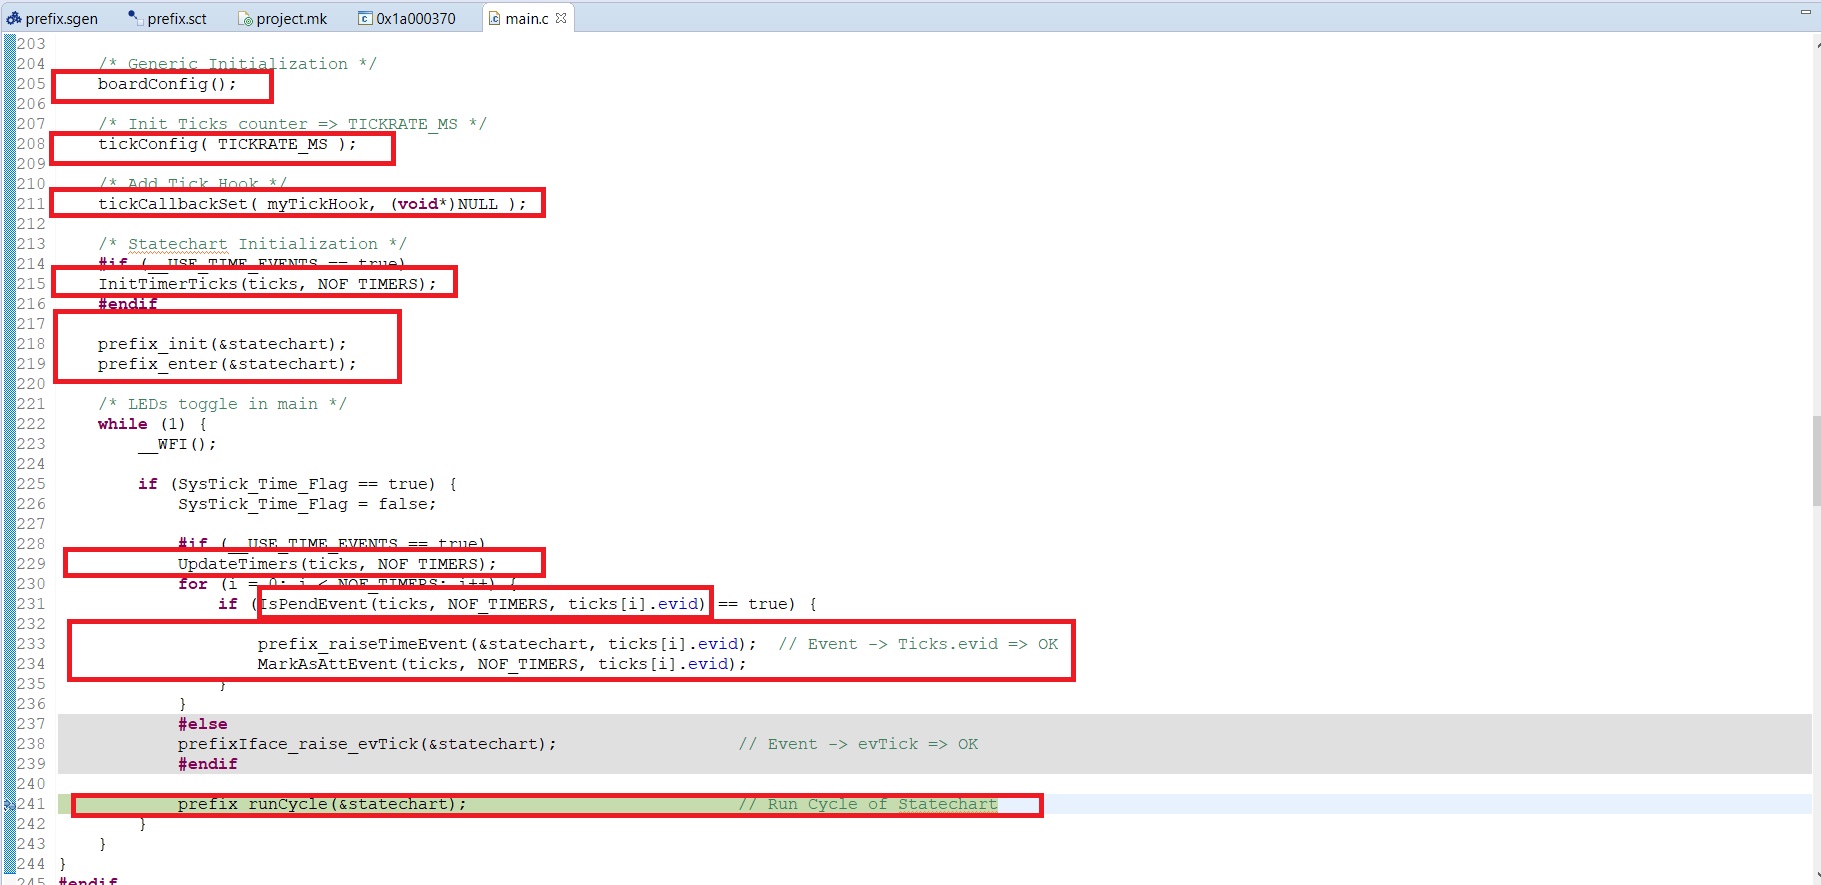 prefix.sgen prefix.sct project.mk 0x1a000370 main.c
203
204 /* Generic Initialization */
205 boardConfig();
206
207 /* Init Ticks counter => TICKRATE_MS */
208 tickConfig( TICKRATE_MS );
209
210 /* Add Tick Hook */
211 tickCallbackSet( myTickHook, (void*)NULL );
212
213 /* Statechart Initialization */
214 #if (__USE_TIME_EVENTS == true)
215 InitTimerTicks(ticks, NOF_TIMERS);
216 #endif
217
218 prefix_init(&statechart);
219 prefix_enter(&statechart);
220
221 /* LEDs toggle in main */
222 while (1) {
223 __WFI();
224
225 if (SysTick_Time_Flag == true) {
226 SysTick_Time_Flag = false;
227
228 #if (__USE_TIME_EVENTS == true)
229 UpdateTimers(ticks, NOF_TIMERS);
230 for (i = 0; i < NOF_TIMERS; i++) {
231 if (IsPendEvent(ticks, NOF_TIMERS, ticks[i].evid) == true) {
232
233 prefix_raiseTimeEvent(&statechart, ticks[i].evid); // Event -> Ticks.evid => OK
234 MarkAsAttEvent(ticks, NOF_TIMERS, ticks[i].evid);
235 }
236 }
237 #else
238 prefixIface_raise_evTick(&statechart); // Event -> evTick => OK
239 #endif
240
241 prefix_runCycle(&statechart); // Run Cycle of Statechart
242 }
243 }
244 }
245 #endif